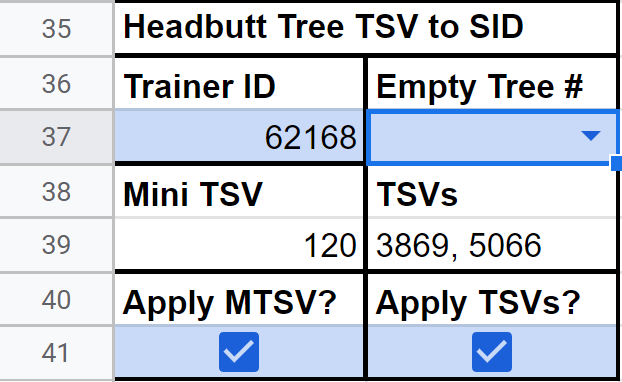 35 Headbutt Tree TSV to SID
36 Trainer ID Empty Tree #
37 62168
38 Mini TSV TSVs
39 120 3869, 5066
40 Apply MTSV? Apply TSVs?
41